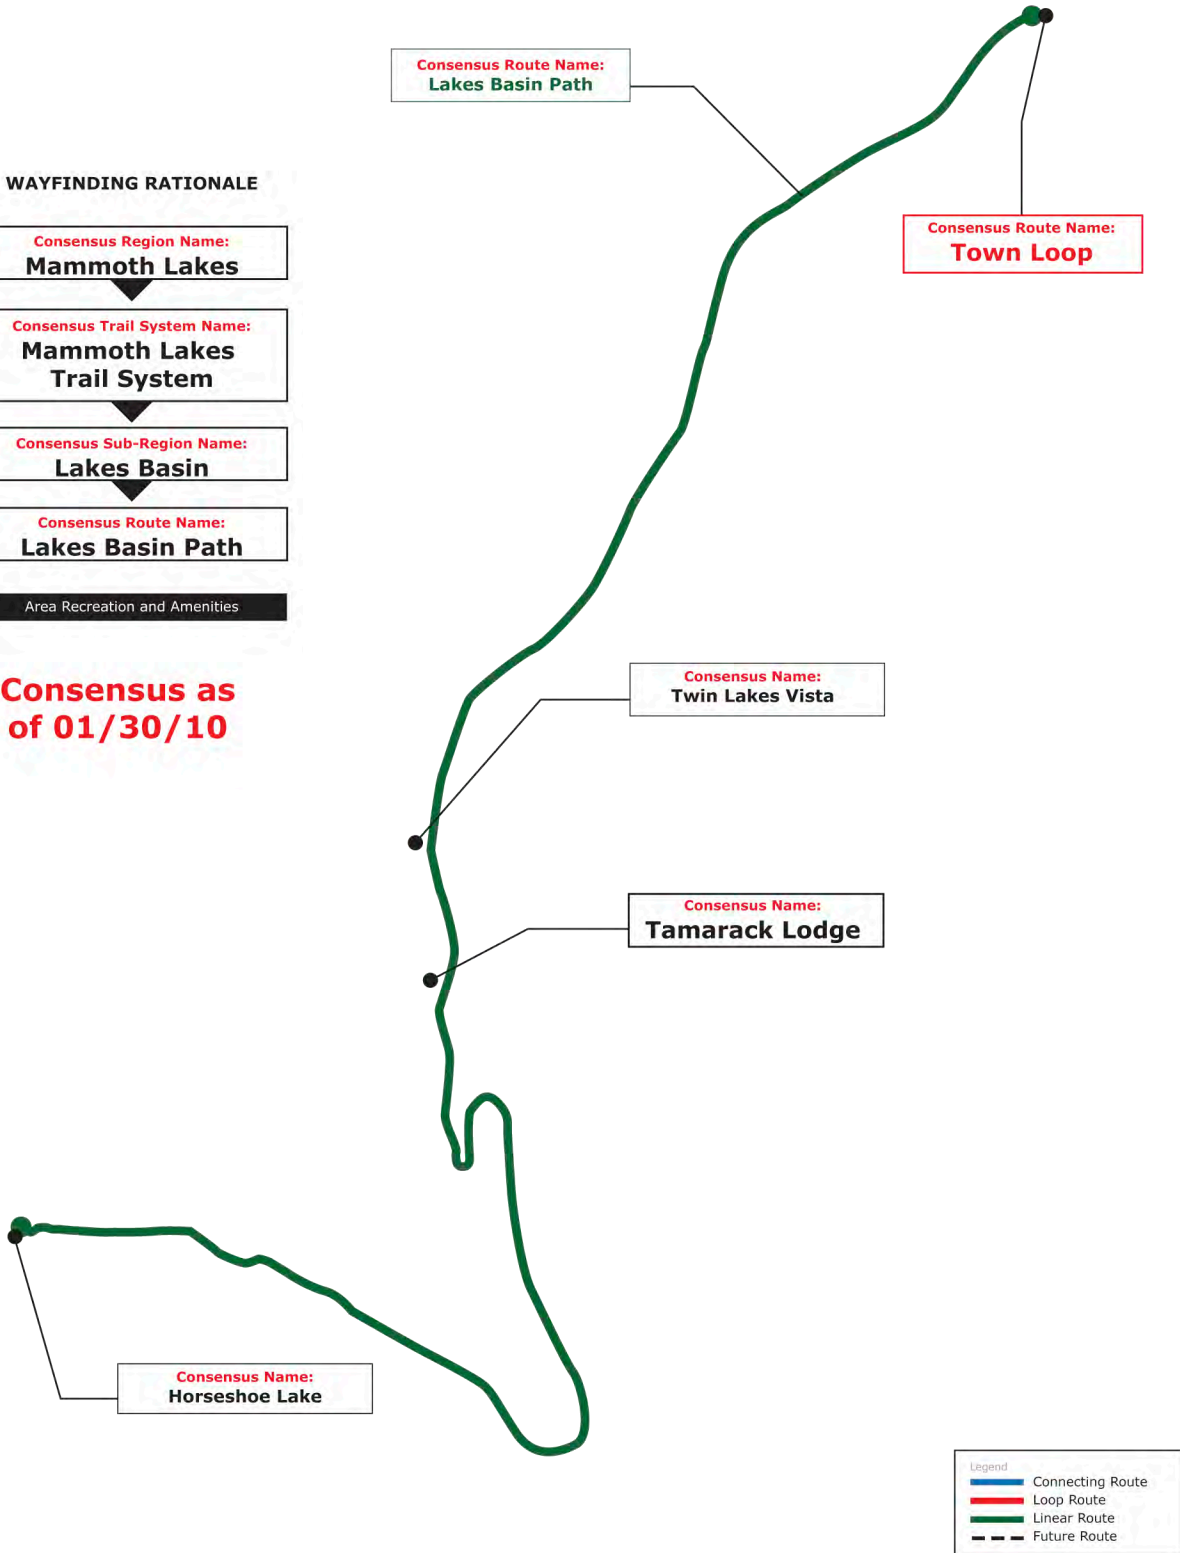 Consensus Route Name:
Lakes Basin Path
WAYFINDING RATIONALE
Consensus Region Name:
Mammoth Lakes
Consensus Trail System Name:
Mammoth Lakes
Trail System
Consensus Sub-Region Name:
Lakes Basin
Consensus Route Name:
Lakes Basin Path
Area Recreation and Amenities
Consensus as
of 01/30/10
Consensus Route Name:
Town Loop
Consensus Name:
Twin Lakes Vista
Consensus Name:
Tamarack Lodge
Consensus Name:
Horseshoe Lake
Legend
Connecting Route
Loop Route
Linear Route
Future Route